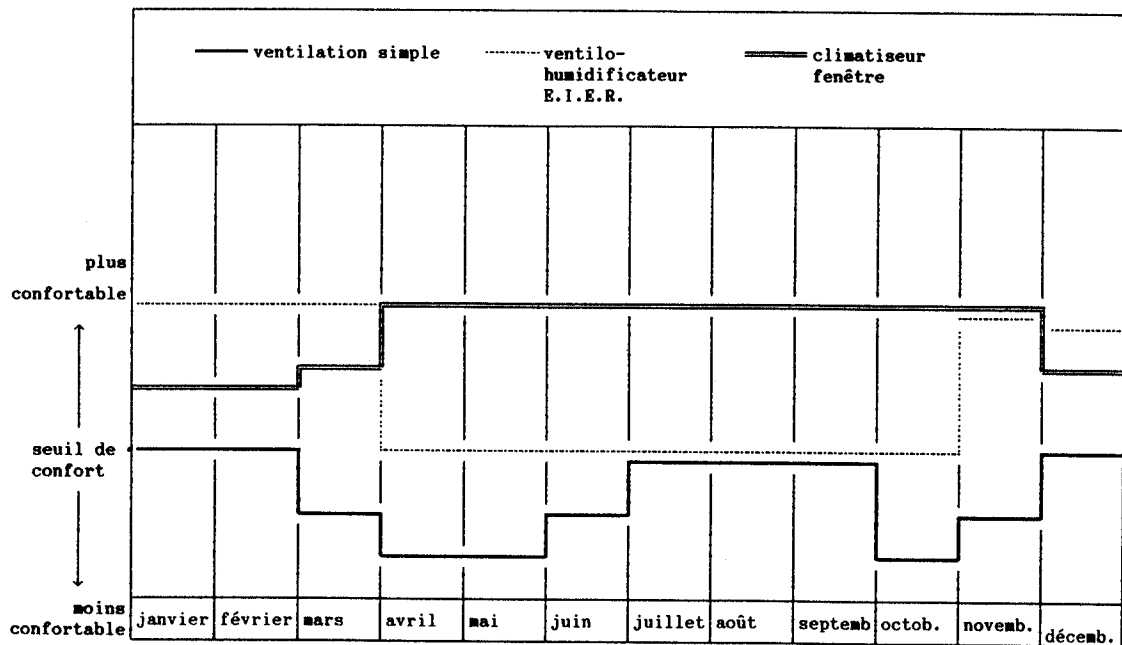 ventilation simple
ventilo-
humidificateur
E.I.E.R.
climatiseur
fenêtre
plus
confortable
seuil de
confort
moins
confortable
janvier février mars avril mai juin juillet août septemb octob. novemb. décemb.